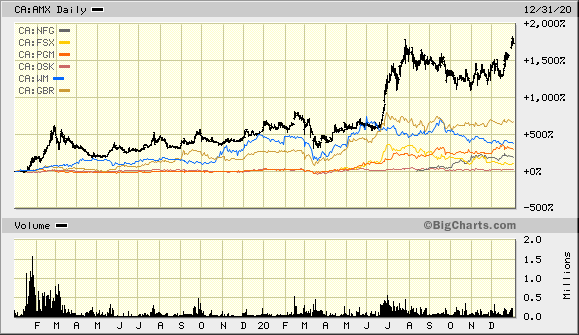 CA:AMX Daily 12/31/20
CA:NFG
CA:FSX
CA:PGM
CA:OSK
CA:WM
CA:GBR
+2,000%
+1,500%
+1,000%
+500%
+0%
-500%
Volume ©BigCharts.com
2.0
1.5
1.0
0.5
0.0
Millions
F M A M J J A S O N D 20 F M A M J J A S O N D